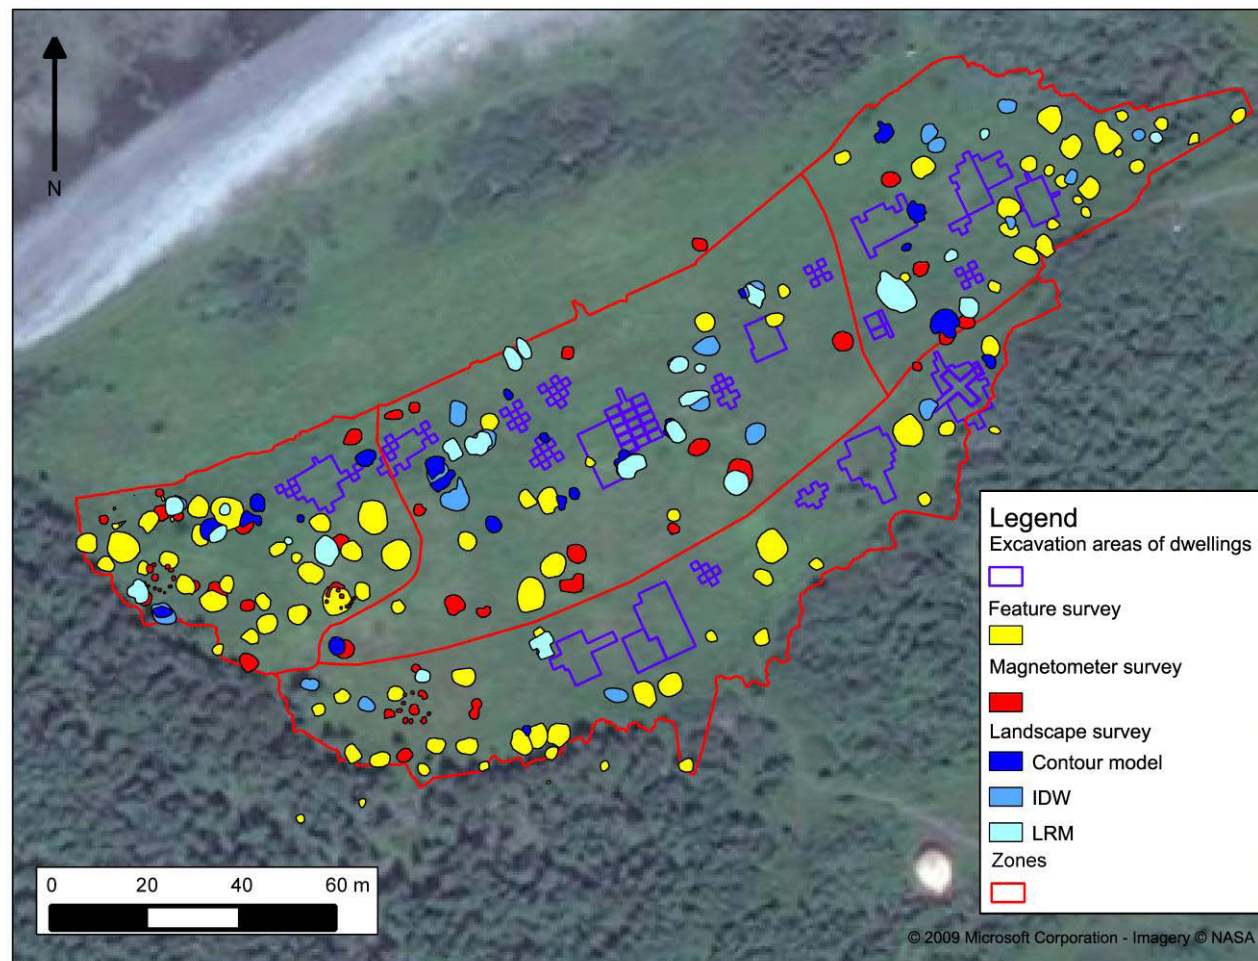 N
Legend
Excavation areas of dwellings
Feature survey
Magnetometer survey
Landscape survey
Contour model
IDW
LRM
Zones
0 20 40 60 m
© 2009 Microsoft Corporation - Imagery © NASA